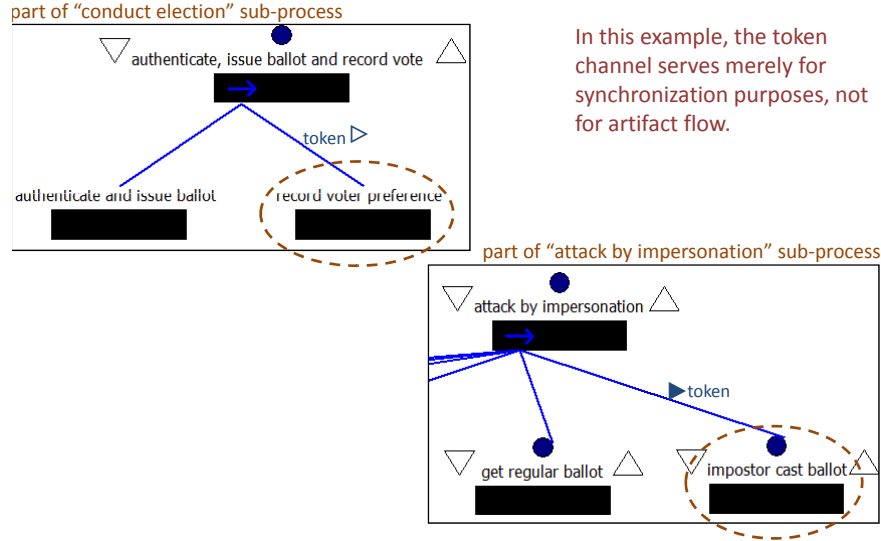 part of “conduct election” sub-process
authenticate, issue ballot and record vote
In this example, the token
channel serves merely for
synchronization purposes, not
for artifact flow.
token
authenticate and issue ballot
record voter preference
part of “attack by impersonation” sub-process
attack by impersonation
token
get regular ballot
impostor cast ballot